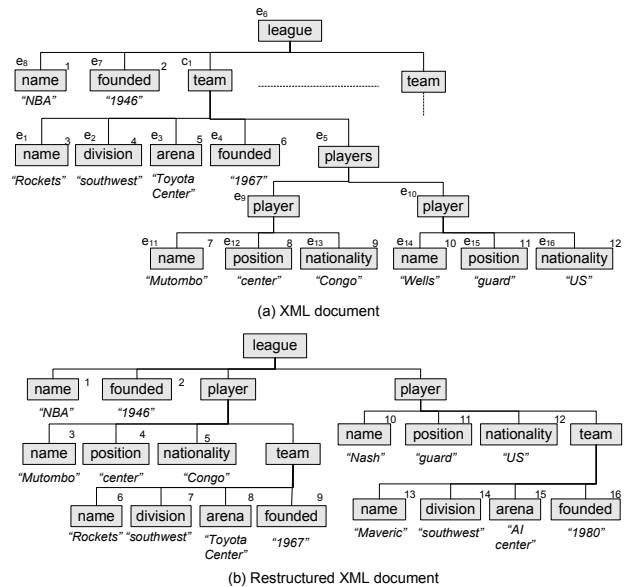 e6
league
e8 e7 c1
name 1 founded 2 team team
"NBA" "1946"
e1 e2 e3 e4 e5
name 3 division 4 arena 5 founded 6 players
"Rockets" "southwest" "Toyota Center" "1967"
e9 e10
player player
e11 e12 e13 e14 e15 e16
name 7 position 8 nationality 9 name 10 position 11 nationality 12
"Mutombo" "center" "Congo" "Wells" "guard" "US"
(a) XML document
league
name 1 founded 2 player player
"NBA" "1946"
name 3 position 4 nationality 5 team name 10 position 11 nationality 12 team
"Mutombo" "center" "Congo" "Nash" "guard" "US"
name 6 division 7 arena 8 founded 9 name 13 division 14 arena 15 founded 16
"Rockets" "southwest" "Toyota Center" "1967" "Maveric" "southwest" "AI center" "1980"
(b) Restructured XML document